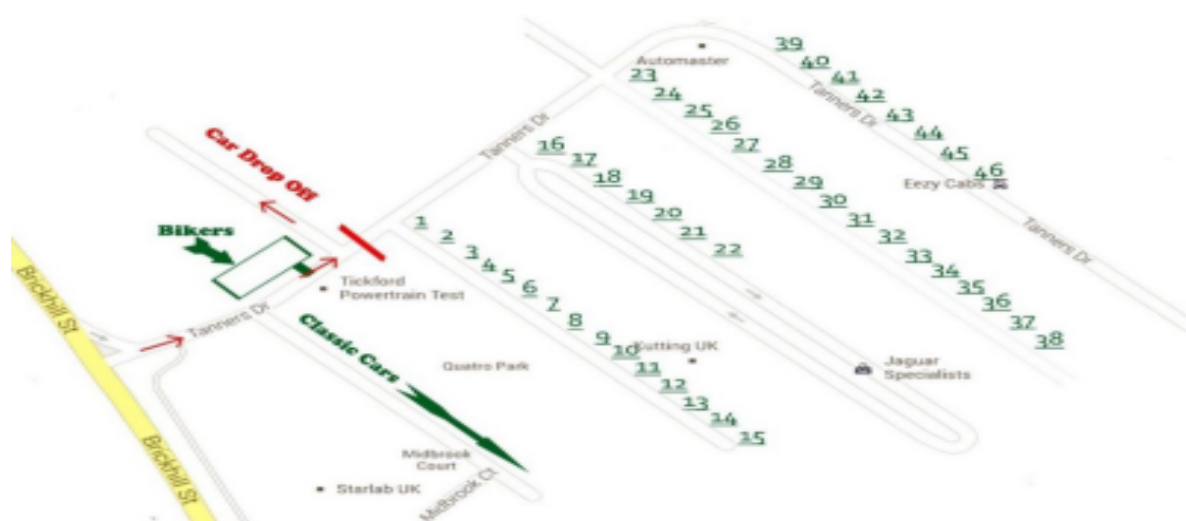 39
40
41
42
43
44
45
46
Automaster
Tanners Dr
23
24
25
26
27
28
29
30
31
32
33
34
35
36
37
38
Eezy Cabs
Tanners Dr
Tanners Dr
16
17
18
19
20
21
22
Car Drop Off
Bikers
1
2
3
4
5
6
7
8
9
10
11
12
13
14
15
Tickford
Powertrain Test
Tanners Dr
Brickhill St
Classic Cars
Quatro Park
Kutting UK
Jaguar
Specialists
Midbrook
Court
Midbrook Ct
Starlab UK
Brickhill St